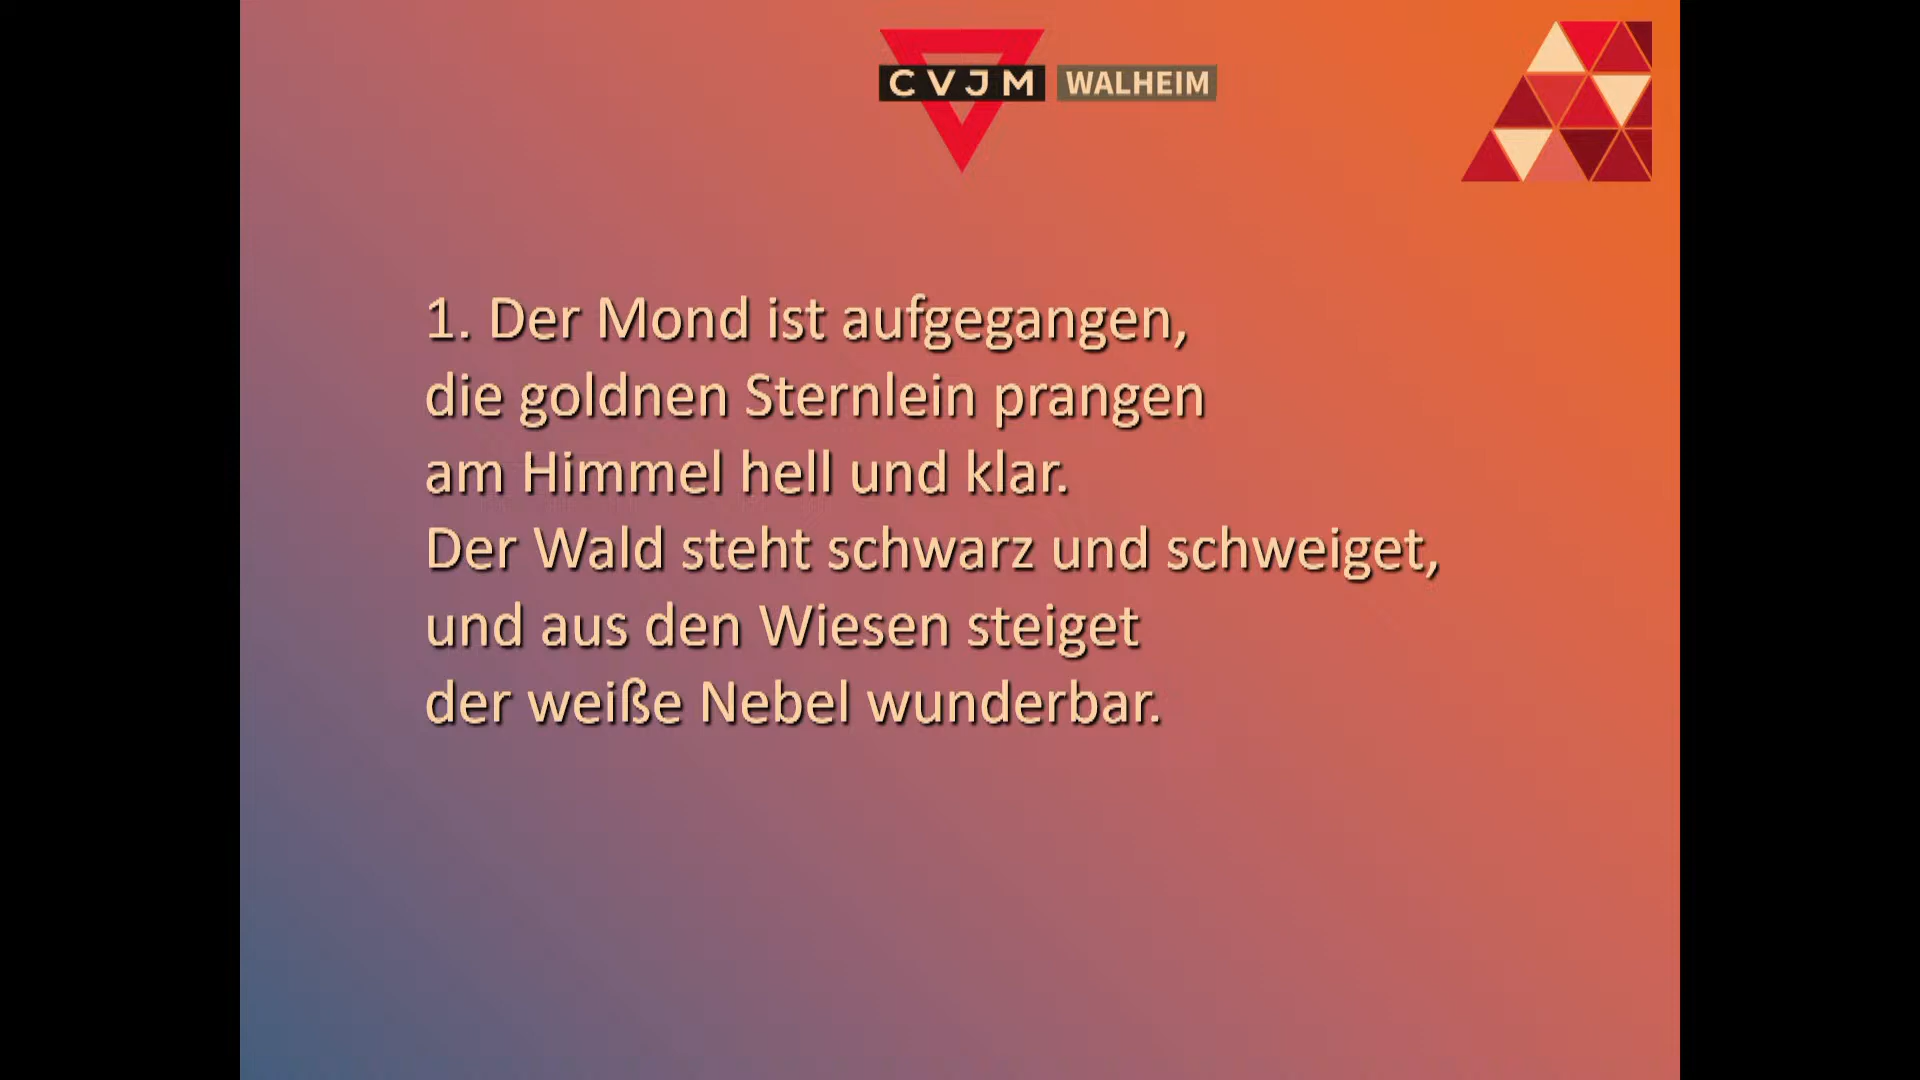 CVJM WALHEIM
1. Der Mond ist aufgegangen,
die goldnen Sternlein prangen
am Himmel hell und klar.
Der Wald steht schwarz und schweiget,
und aus den Wiesen steiget
der weiße Nebel wunderbar.